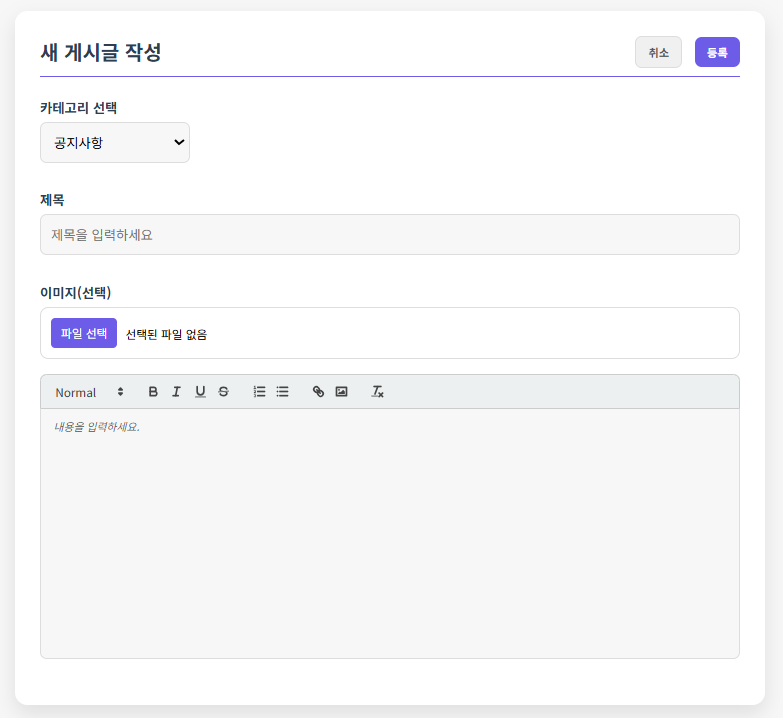 새 게시글 작성
취소
등록
카테고리 선택
공지사항
제목
제목을 입력하세요
이미지(선택)
파일 선택 선택된 파일 없음
Normal
내용을 입력하세요.